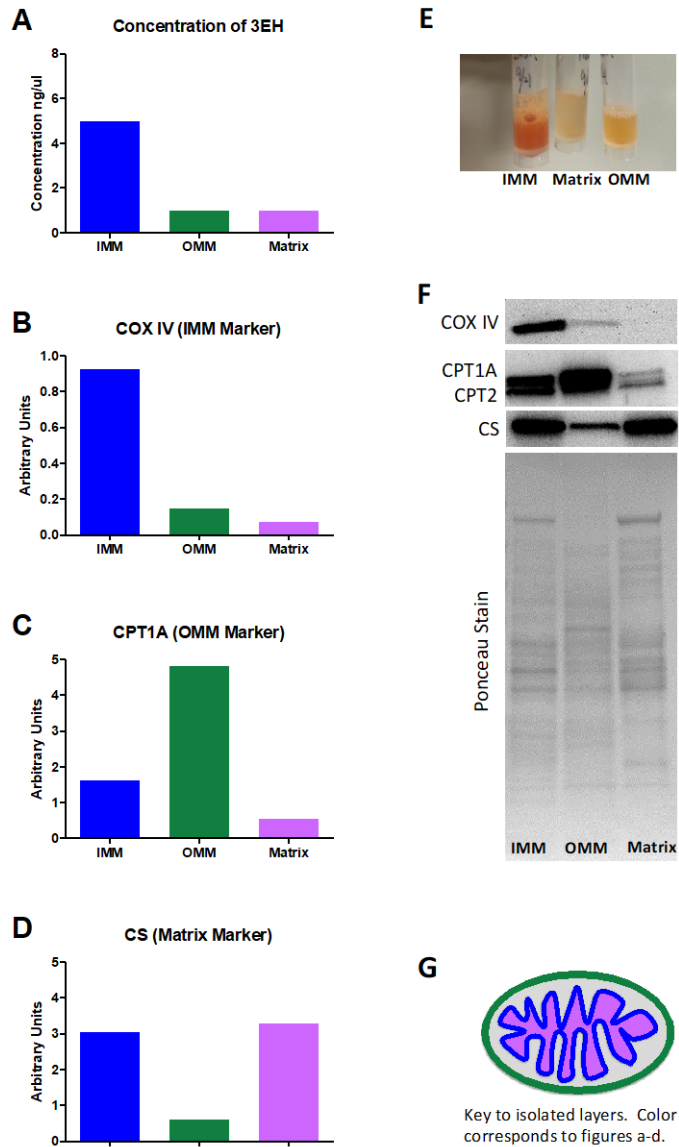 A
Concentration of 3EH
Concentration ng/ul
8
6
4
2
0
IMM OMM Matrix
B
COX IV (IMM Marker)
Arbitrary Units
1.0
0.8
0.6
0.4
0.2
0.0
IMM OMM Matrix
C
CPT1A (OMM Marker)
Arbitrary Units
5
4
3
2
1
0
IMM OMM Matrix
D
CS (Matrix Marker)
Arbitrary Units
5
4
3
2
1
0
E
IMM Matrix OMM
F
COX IV
CPT1A
CPT2
CS
Ponceau Stain
IMM OMM Matrix
G
Key to isolated layers. Color
corresponds to figures a-d.